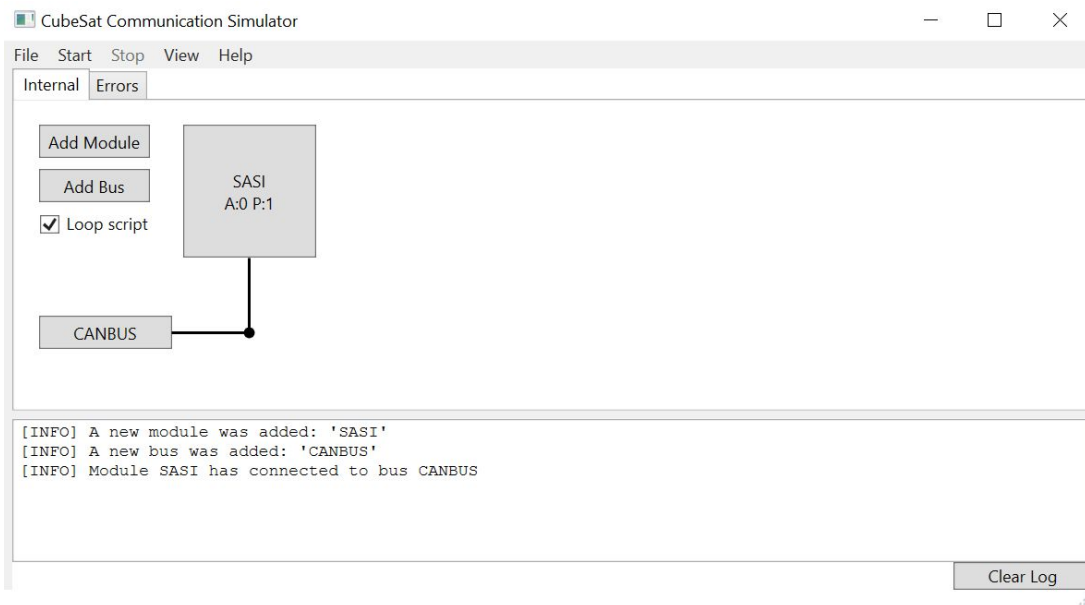 CubeSat Communication Simulator
File Start Stop View Help
Internal Errors
Add Module
Add Bus
Loop script
SASI
A:0 P:1
CANBUS
[INFO] A new module was added: 'SASI'
[INFO] A new bus was added: 'CANBUS'
[INFO] Module SASI has connected to bus CANBUS
Clear Log